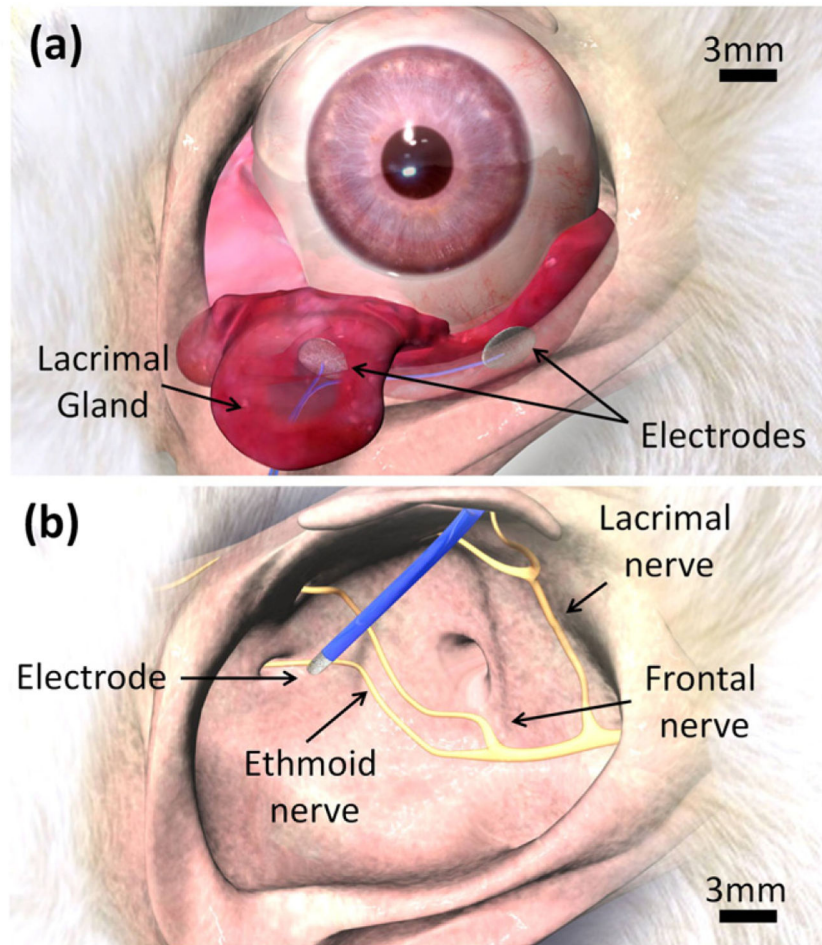 (a)
3mm
Lacrimal
Gland
Electrodes
(b)
Lacrimal
nerve
Electrode
Frontal
nerve
Ethmoid
nerve
3mm